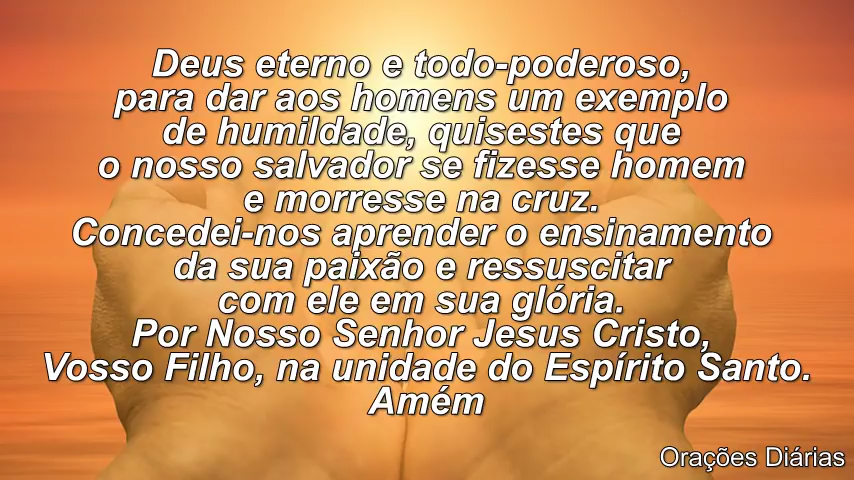 Deus eterno e todo-poderoso,
para dar aos homens um exemplo
de humildade, quisestes que
o nosso salvador se fizesse homem
e morresse na cruz.
Concedei-nos aprender o ensinamento
da sua paixão e ressuscitar
com ele em sua glória.
Por Nosso Senhor Jesus Cristo,
Vosso Filho, na unidade do Espírito Santo.
Amém
Orações Diárias